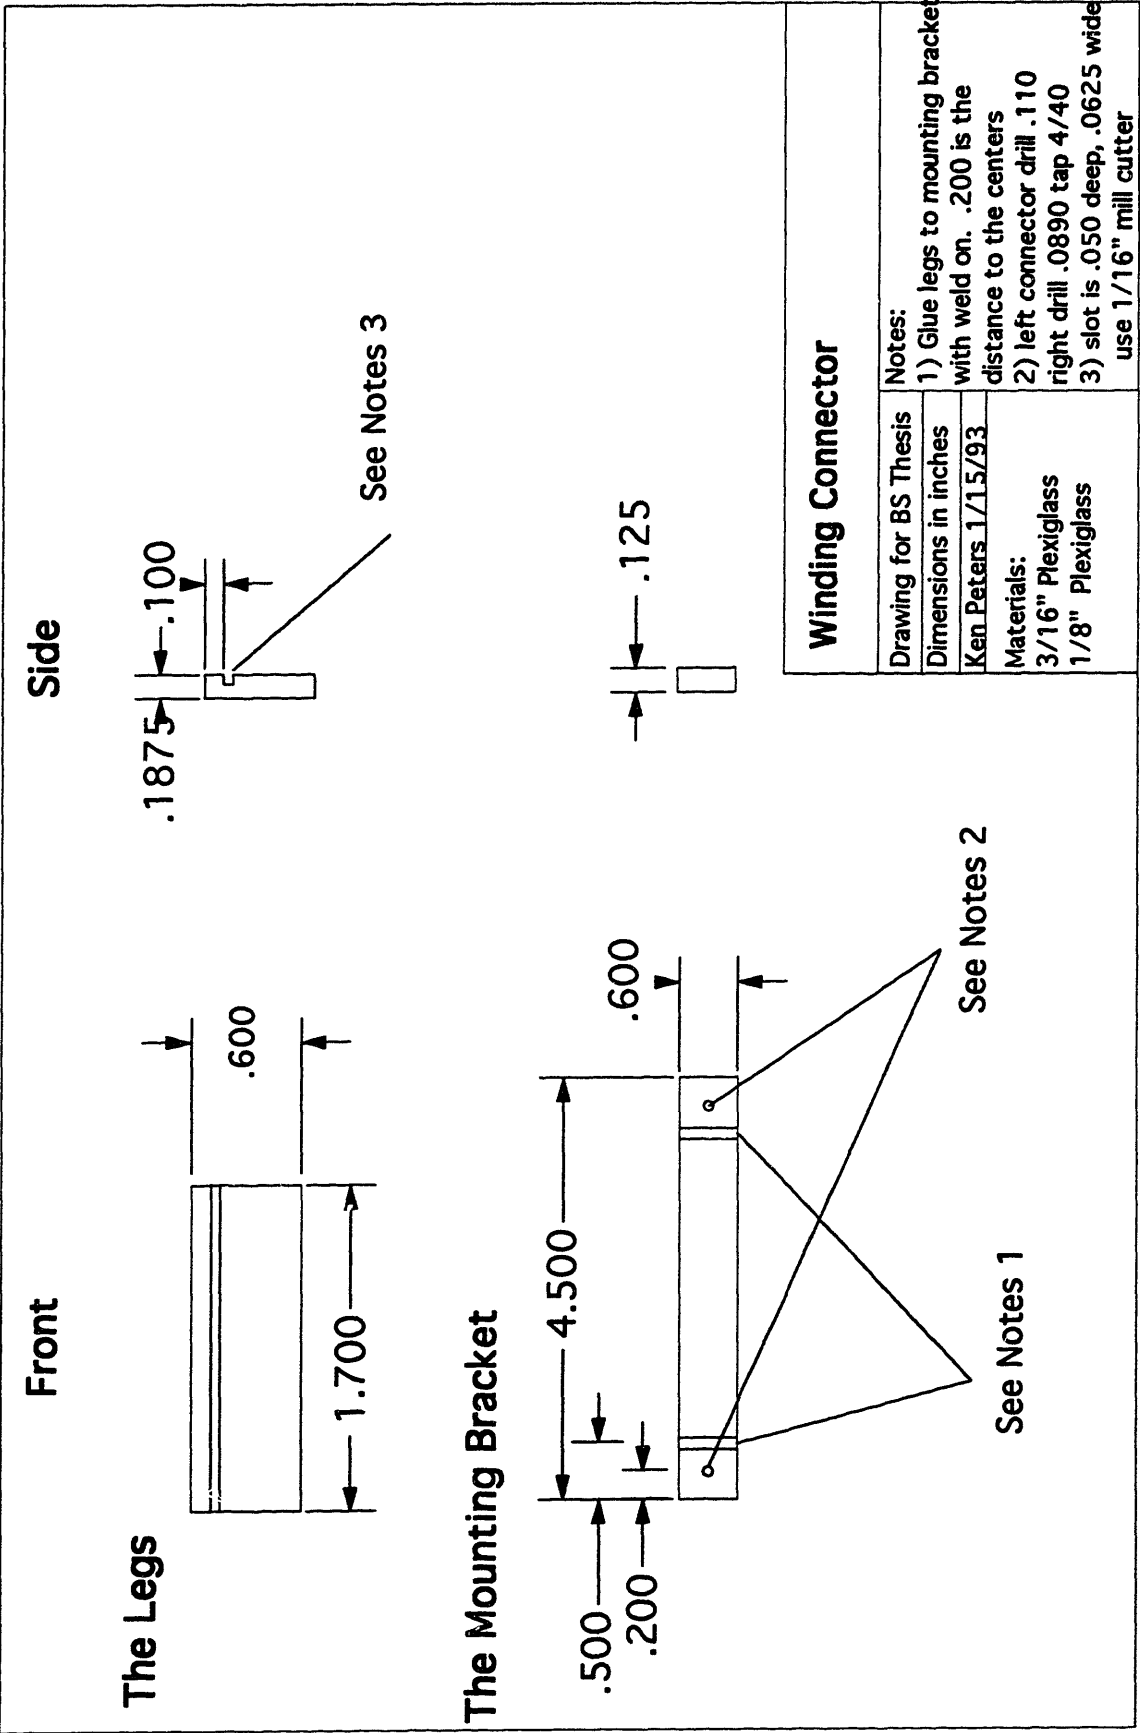 Front
Side
The Legs
.600
1.700
.1875
.100
See Notes 3
The Mounting Bracket
4.500
.500
.200
.600
.125
See Notes 1
See Notes 2
Winding Connector
Drawing for BS Thesis
Dimensions in inches
Ken Peters 1/15/93
Materials:
3/16" Plexiglass
1/8" Plexiglass
Notes:
1) Glue legs to mounting bracket
with weld on. .200 is the
distance to the centers
2) left connector drill .110
right drill .0890 tap 4/40
3) slot is .050 deep, .0625 wide
use 1/16" mill cutter